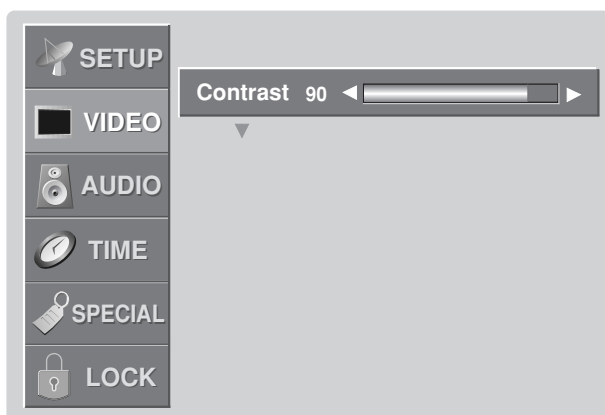 SETUP
Contrast 90
VIDEO
AUDIO
TIME
SPECIAL
LOCK